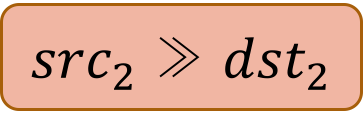 src₂ ≫ dst₂